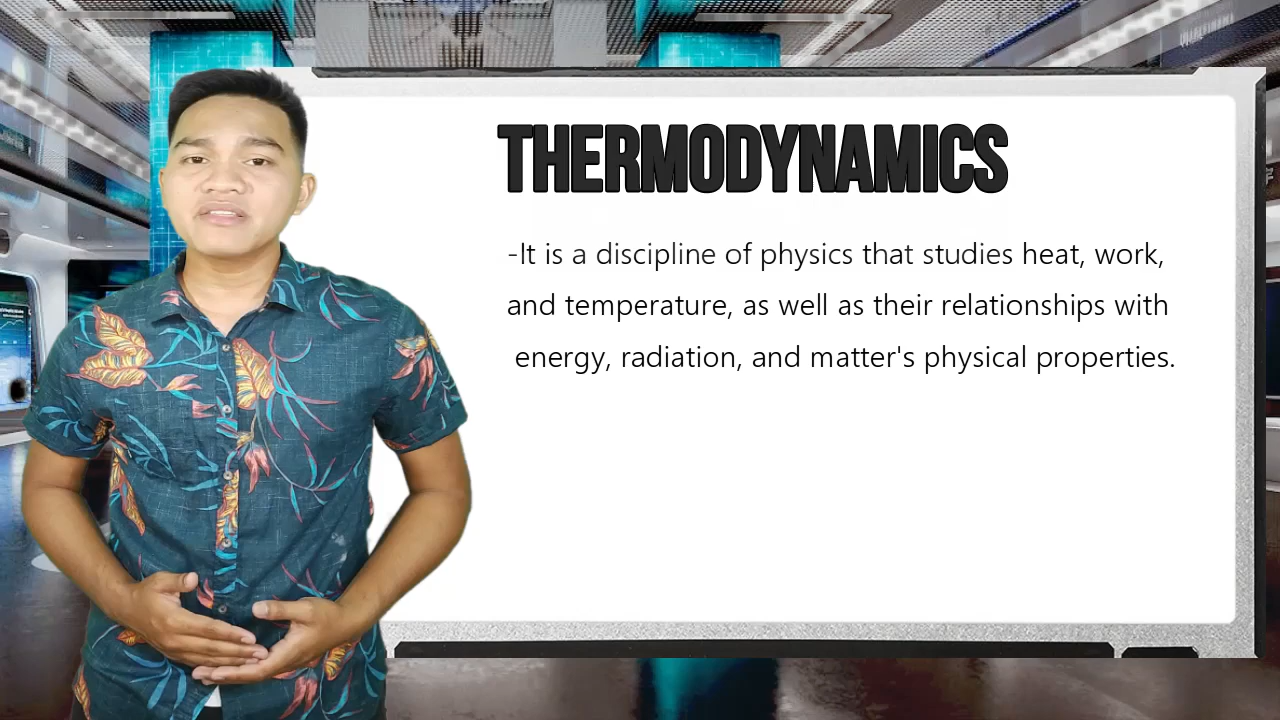 THERMODYNAMICS
-It is a discipline of physics that studies heat, work,
and temperature, as well as their relationships with
energy, radiation, and matter's physical properties.